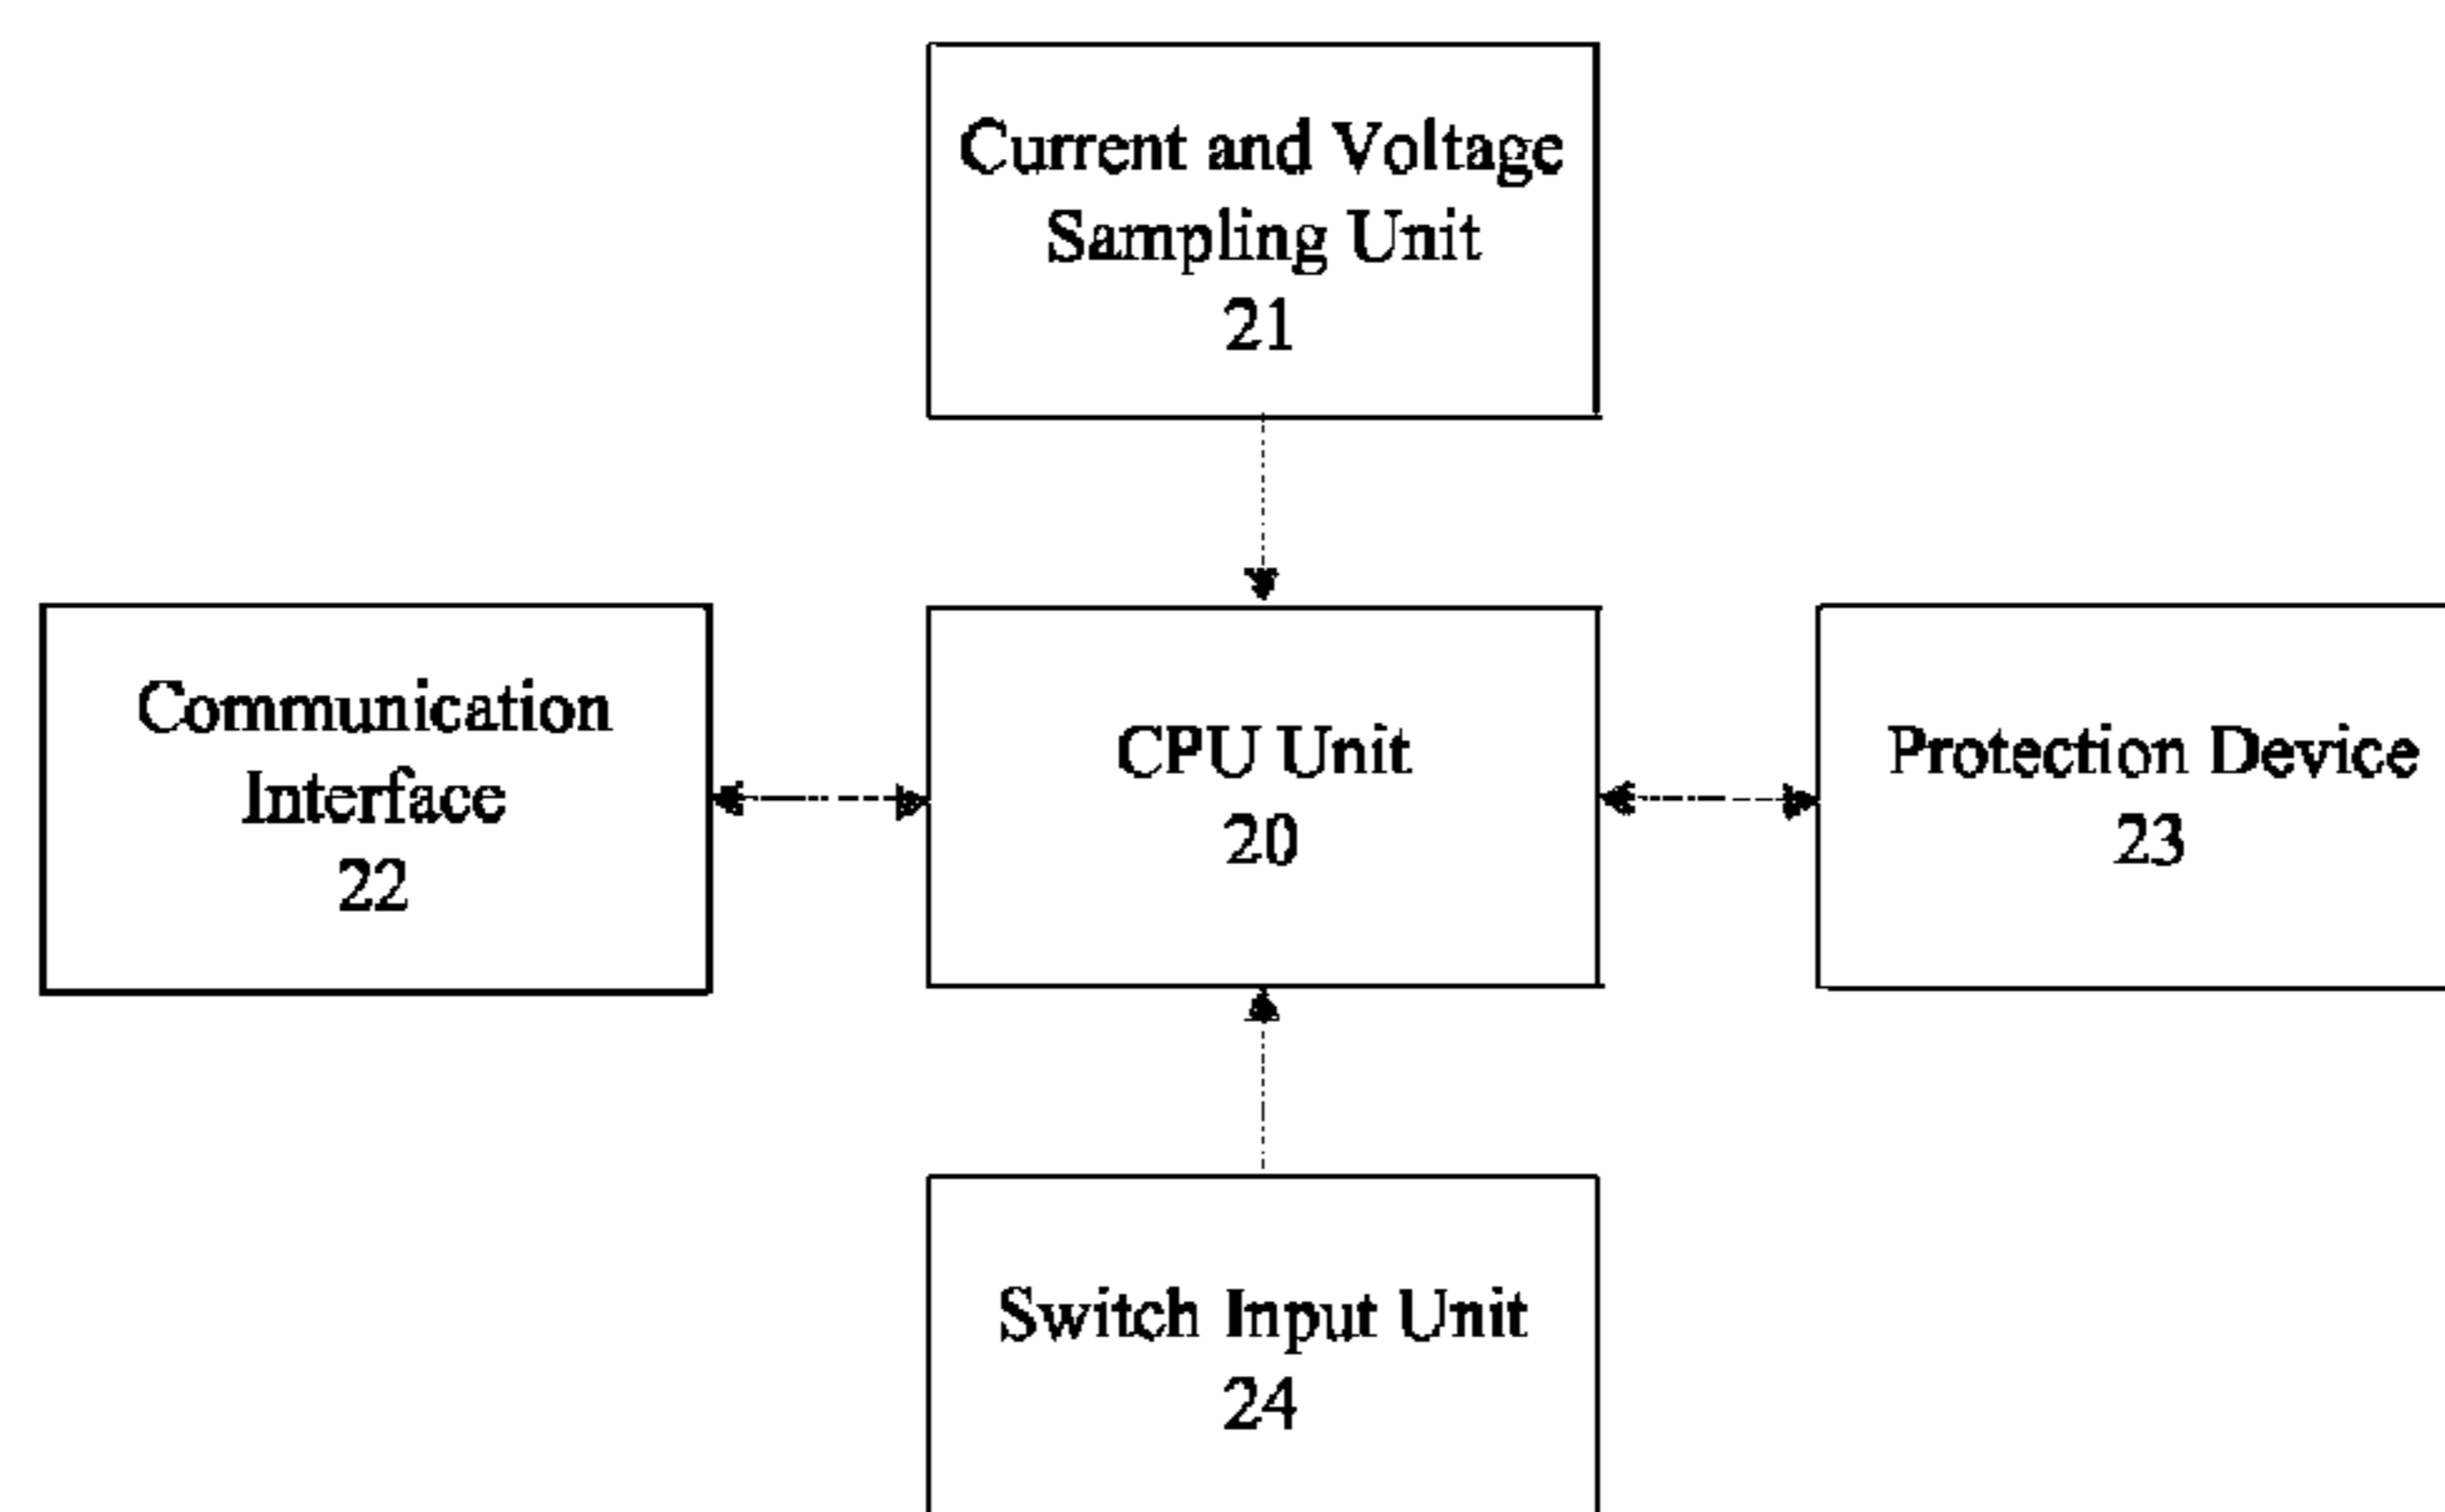 Current and Voltage
Sampling Unit
21
Communication
Interface
22
CPU Unit
20
Protection Device
23
Switch Input Unit
24